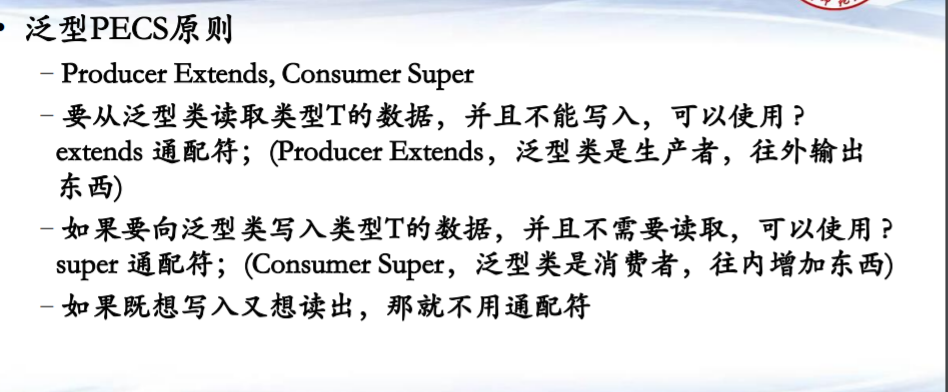 • 泛型PECS原则
– Producer Extends, Consumer Super
– 要从泛型类读取类型T的数据，并且不能写入，可以使用？
extends 通配符；(Producer Extends，泛型类是生产者，往外输出
东西)
– 如果要向泛型类写入类型T的数据，并且不需要读取，可以使用？
super 通配符；(Consumer Super，泛型类是消费者，往内增加东西)
– 如果既想写入又想读出，那就不用通配符